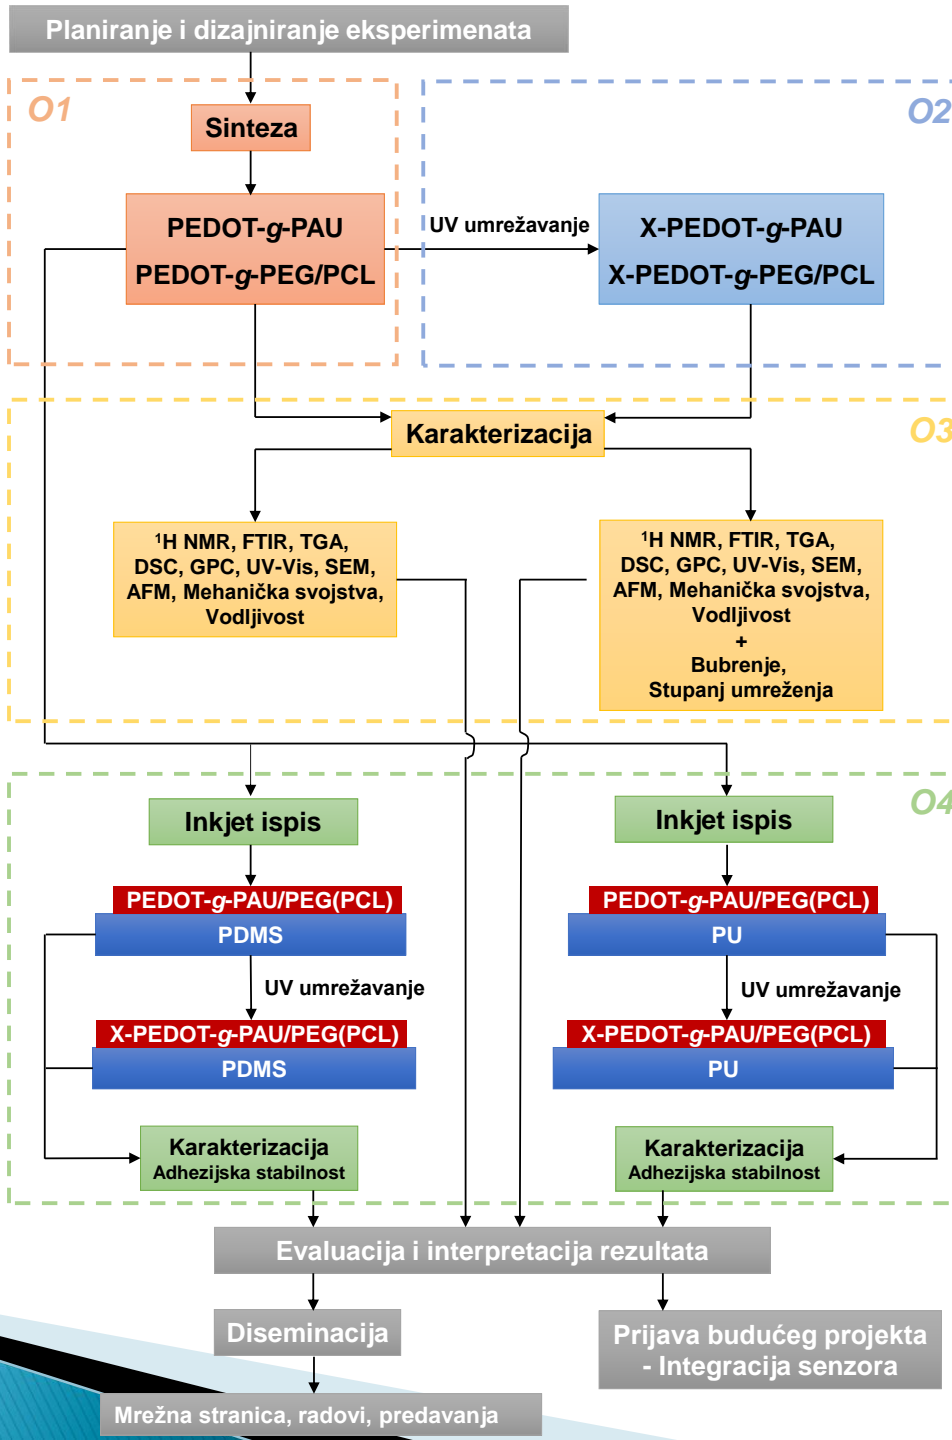 Planiranje i dizajniranje eksperimenata
O1
O2
Sinteza
PEDOT-g-PAU
PEDOT-g-PEG/PCL
UV umrežavanje
X-PEDOT-g-PAU
X-PEDOT-g-PEG/PCL
O3
Karakterizacija
¹H NMR, FTIR, TGA,
DSC, GPC, UV-Vis, SEM,
AFM, Mehanička svojstva,
Vodljivost
¹H NMR, FTIR, TGA,
DSC, GPC, UV-Vis, SEM,
AFM, Mehanička svojstva,
Vodljivost
+
Bubrenje,
Stupanj umreženja
O4
Inkjet ispis
PEDOT-g-PAU/PEG(PCL)
PDMS
UV umrežavanje
X-PEDOT-g-PAU/PEG(PCL)
PDMS
Karakterizacija
Adhezijska stabilnost
Inkjet ispis
PEDOT-g-PAU/PEG(PCL)
PU
UV umrežavanje
X-PEDOT-g-PAU/PEG(PCL)
PU
Karakterizacija
Adhezijska stabilnost
Evaluacija i interpretacija rezultata
Diseminacija
Prijava budućeg projekta
- Integracija senzora
Mrežna stranica, radovi, predavanja